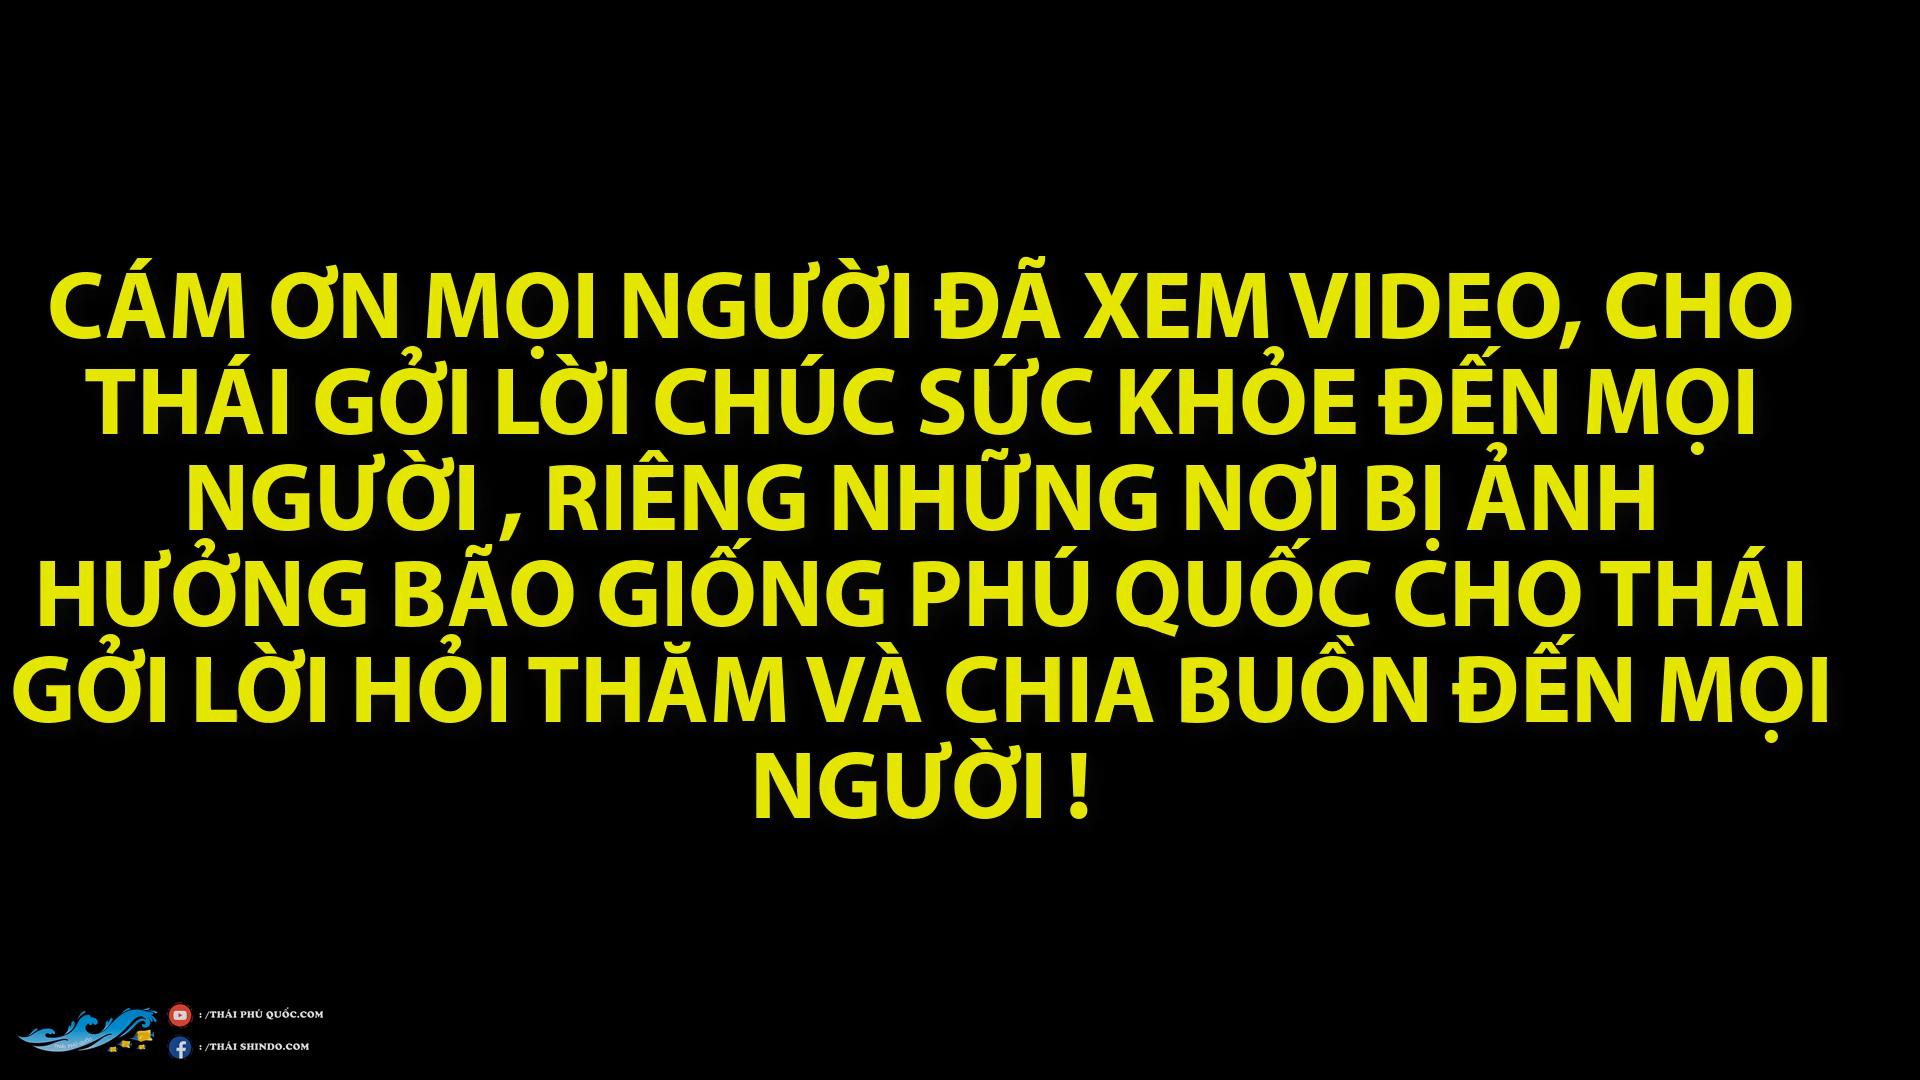 CÁM ƠN MỌI NGƯỜI ĐÃ XEM VIDEO, CHO
THÁI GỞI LỜI CHÚC SỨC KHỎE ĐẾN MỌI
NGƯỜI , RIÊNG NHỮNG NƠI BỊ ẢNH
HƯỞNG BÃO GIỐNG PHÚ QUỐC CHO THÁI
GỞI LỜI HỎI THĂM VÀ CHIA BUỒN ĐẾN MỌI
NGƯỜI !
: /THÁI PHÚ QUỐC.COM
: /THÁI SHINDO.COM